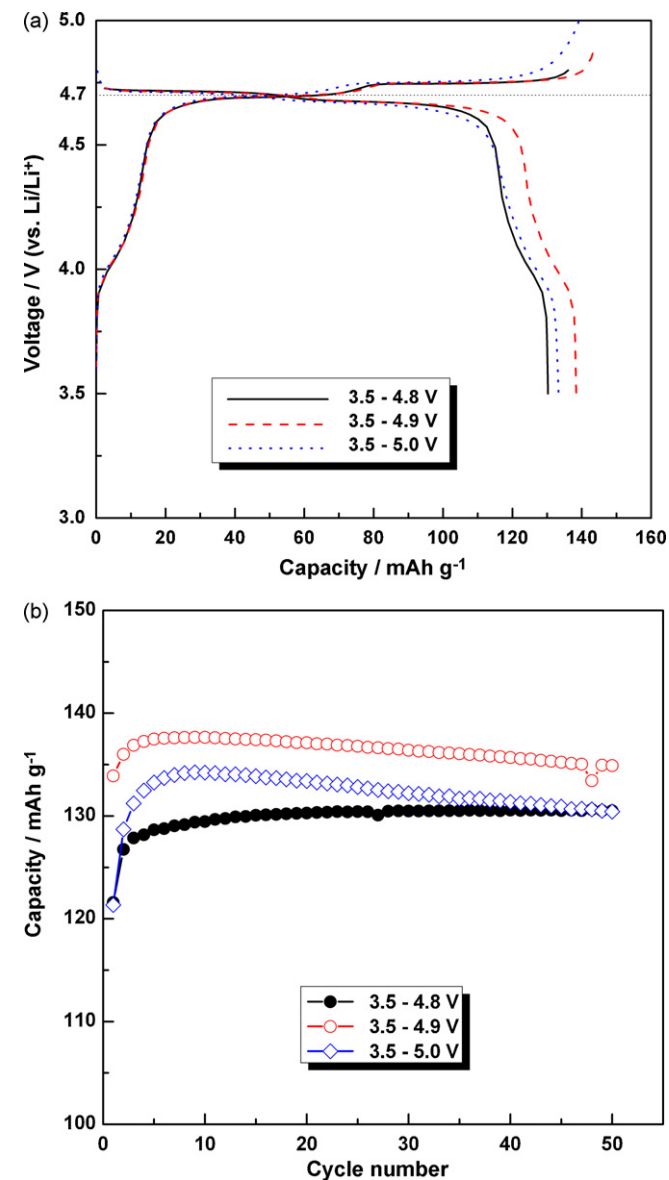 (a)
5.0
4.7
4.5
4.0
3.5
3.0
Voltage / V (vs. Li/Li⁺)
3.5 - 4.8 V
3.5 - 4.9 V
3.5 - 5.0 V
0 20 40 60 80 100 120 140 160
Capacity / mAh g⁻¹
(b)
150
140
130
120
110
100
Capacity / mAh g⁻¹
3.5 - 4.8 V
3.5 - 4.9 V
3.5 - 5.0 V
0 10 20 30 40 50
Cycle number